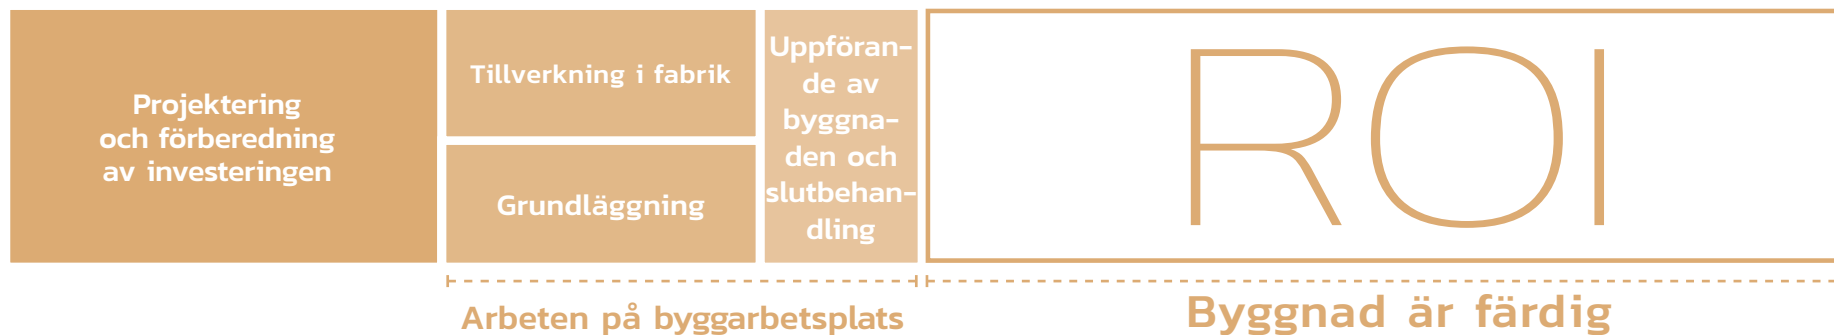 Projektering
och förberedning
av investeringen
Tillverkning i fabrik
Grundläggning
Uppföran-
de av
byggna-
den och
slutbehan-
dling
ROI
Arbeten på byggarbetsplats
Byggnad är färdig